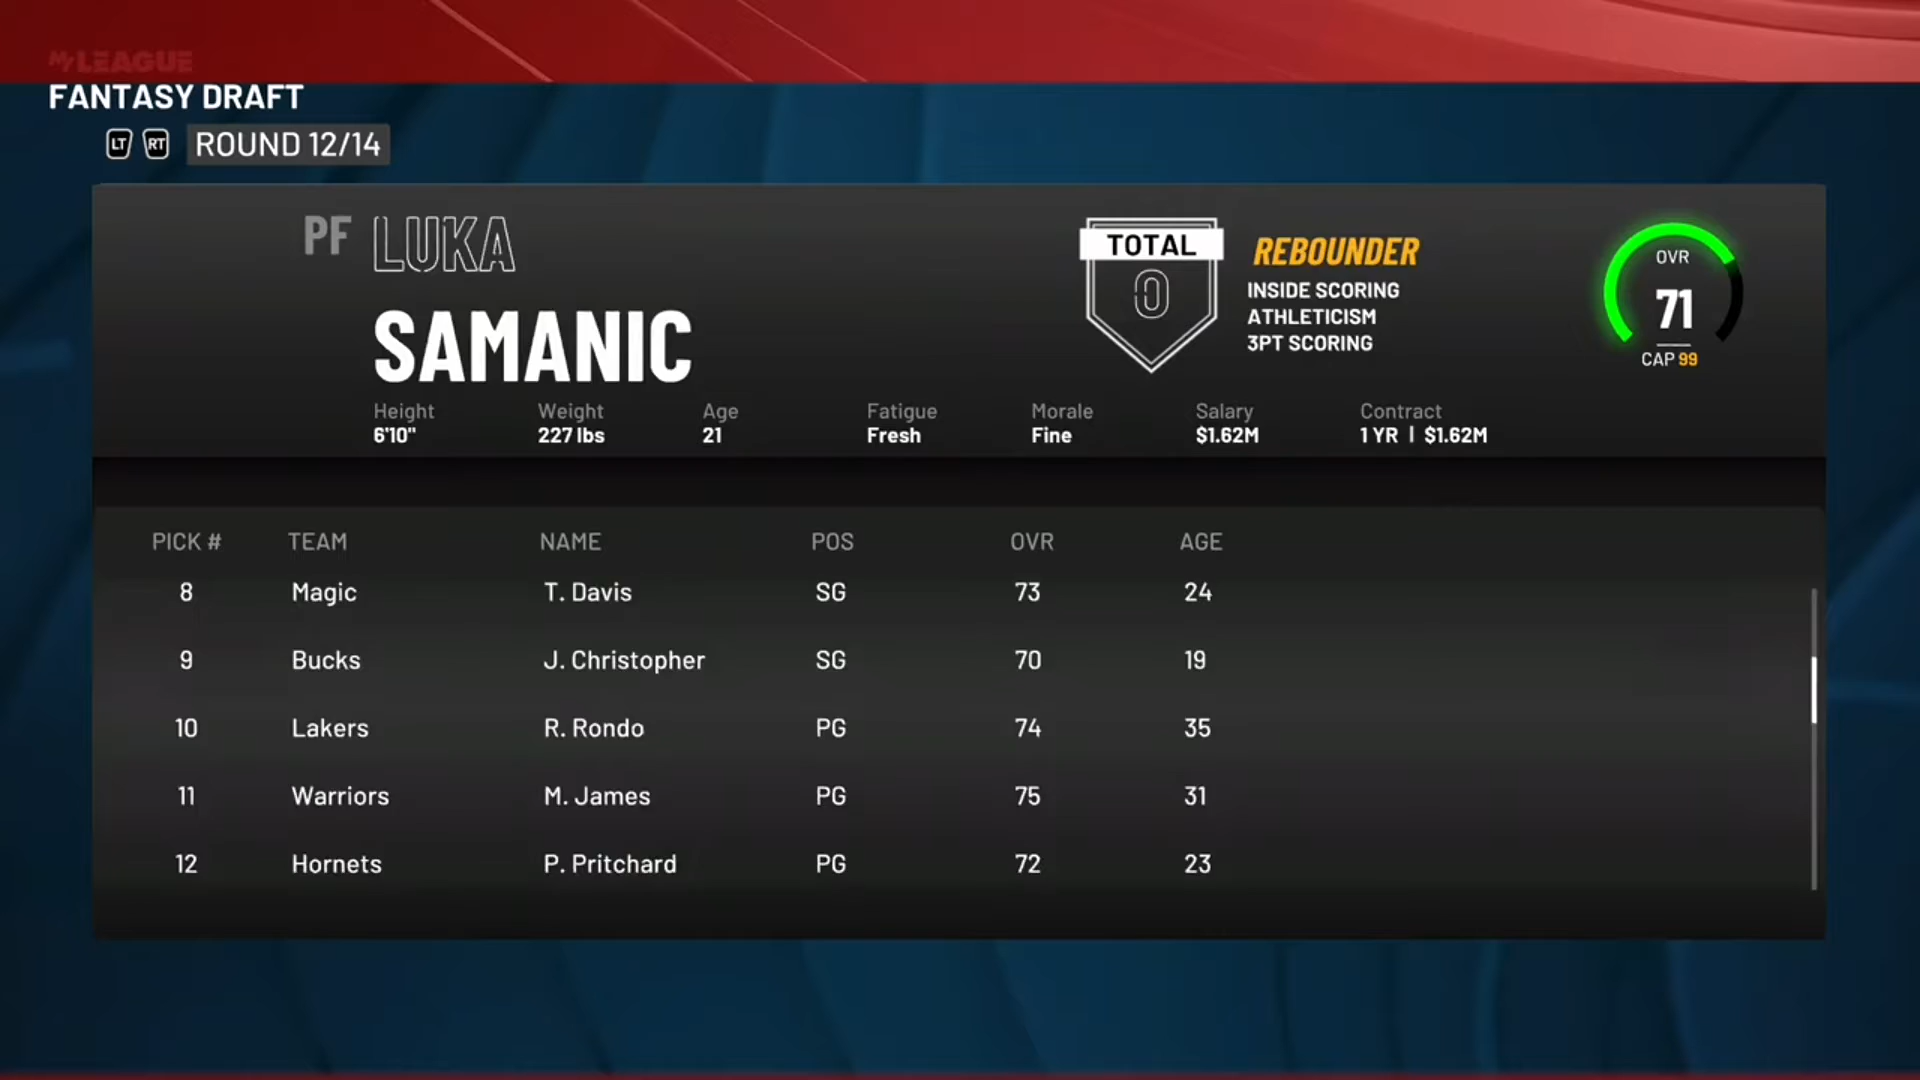 MyLEAGUE
FANTASY DRAFT
LT RT ROUND 12/14
PF LUKA
SAMANIC
TOTAL
0
REBOUNDER
INSIDE SCORING
ATHLETICISM
3PT SCORING
OVR
71
CAP 99
Height Weight Age Fatigue Morale Salary Contract
6'10" 227 lbs 21 Fresh Fine $1.62M 1 YR | $1.62M
PICK # TEAM NAME POS OVR AGE
8 Magic T. Davis SG 73 24
9 Bucks J. Christopher SG 70 19
10 Lakers R. Rondo PG 74 35
11 Warriors M. James PG 75 31
12 Hornets P. Pritchard PG 72 23